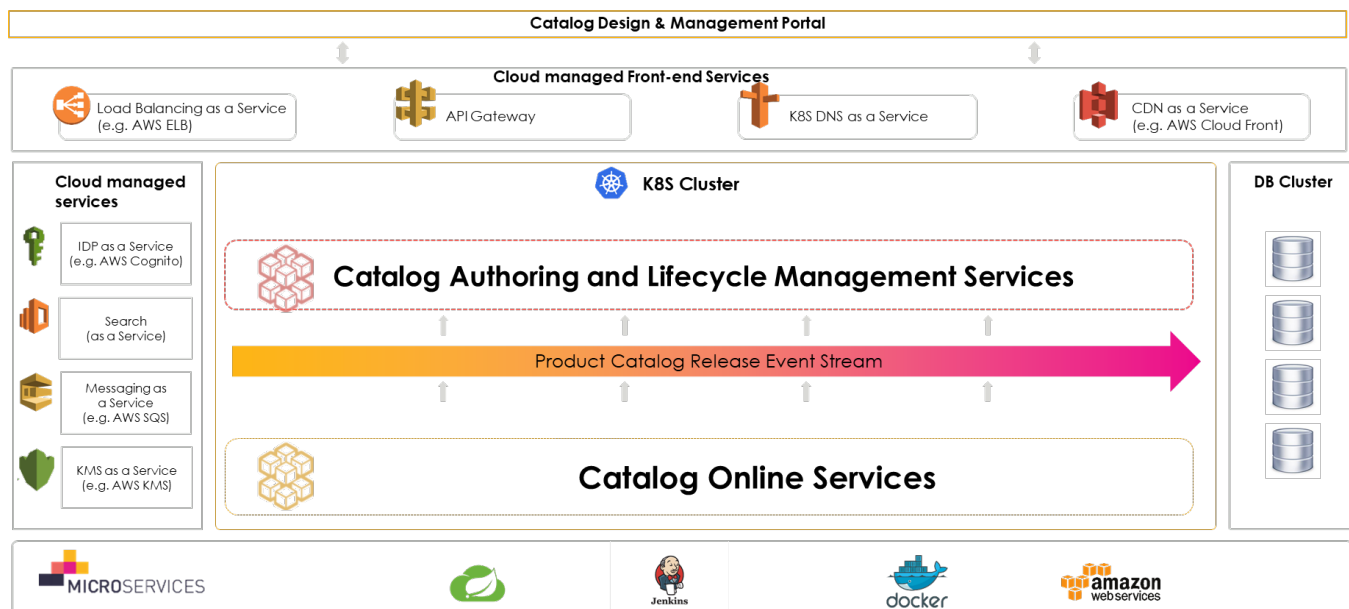 Catalog Design & Management Portal
Cloud managed Front-end Services
Load Balancing as a Service
(e.g. AWS ELB)
API Gateway
K8S DNS as a Service
CDN as a Service
(e.g. AWS Cloud Front)
Cloud managed
services
IDP as a Service
(e.g. AWS Cognito)
Search
(as a Service)
Messaging as
a Service
(e.g. AWS SQS)
KMS as a Service
(e.g. AWS KMS)
K8S Cluster
Catalog Authoring and Lifecycle Management Services
Product Catalog Release Event Stream
Catalog Online Services
DB Cluster
MICROSERVICES
Jenkins
docker
amazon
web services